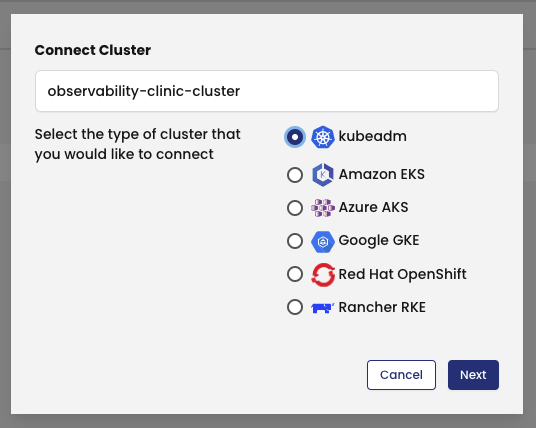 Connect Cluster
observability-clinic-cluster
Select the type of cluster that
you would like to connect
kubeadm
Amazon EKS
Azure AKS
Google GKE
Red Hat OpenShift
Rancher RKE
Cancel
Next